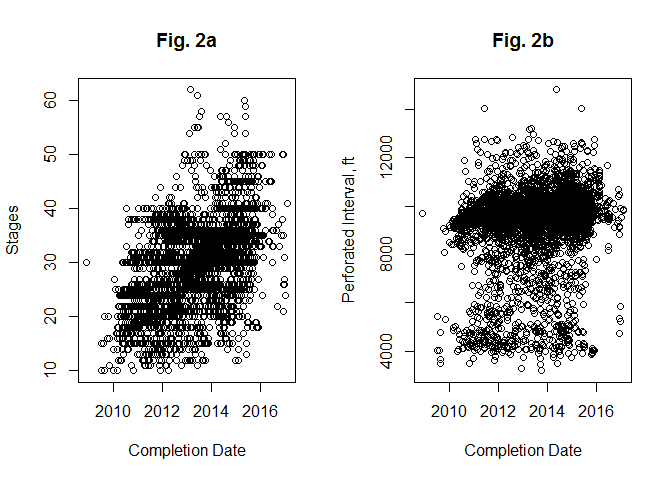 Fig. 2a
Stages
60
50
40
30
20
10
2010 2012 2014 2016
Completion Date
Fig. 2b
Perforated Interval, ft
12000
8000
4000
2010 2012 2014 2016
Completion Date